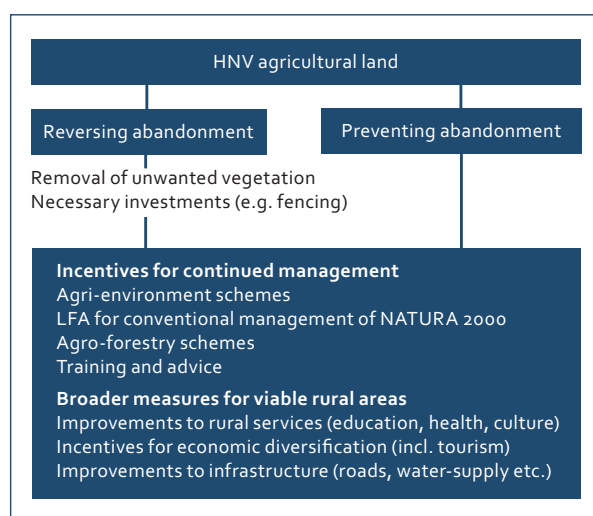 HNV agricultural land
Reversing abandonment
Preventing abandonment
Removal of unwanted vegetation
Necessary investments (e.g. fencing)
Incentives for continued management
Agri-environment schemes
LFA for conventional management of NATURA 2000
Agro-forestry schemes
Training and advice
Broader measures for viable rural areas
Improvements to rural services (education, health, culture)
Incentives for economic diversification (incl. tourism)
Improvements to infrastructure (roads, water-supply etc.)